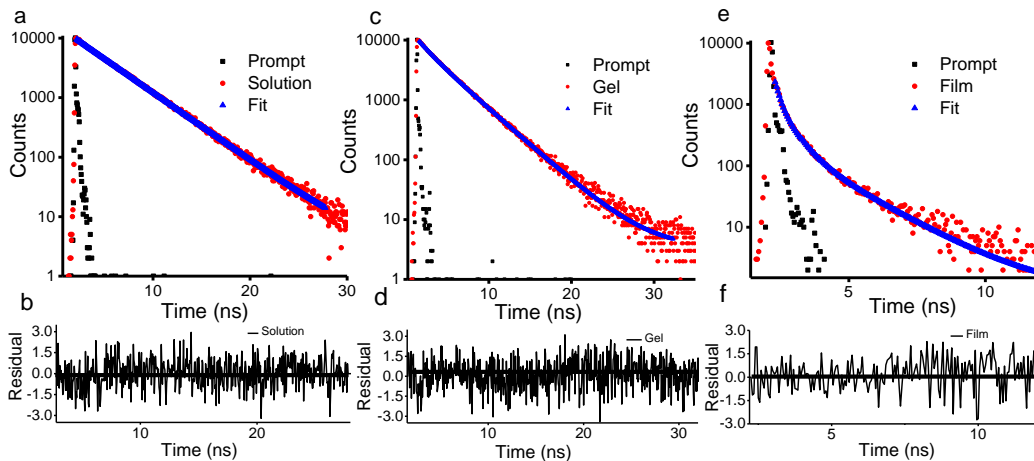 a
10000
1000
100
10
1
Counts
Prompt
Solution
Fit
10 20 30
Time (ns)
b
3.0
1.5
0.0
-1.5
-3.0
Residual
Solution
10 20
Time (ns)
c
10000
1000
100
10
1
Counts
Prompt
Gel
Fit
10 20 30
Time (ns)
d
3.0
1.5
0.0
-1.5
-3.0
Residual
Gel
10 20 30
Time (ns)
e
10000
1000
100
10
Counts
Prompt
Film
Fit
5 10
Time (ns)
f
3.0
1.5
0.0
-1.5
-3.0
Residual
Film
5 10
Time (ns)